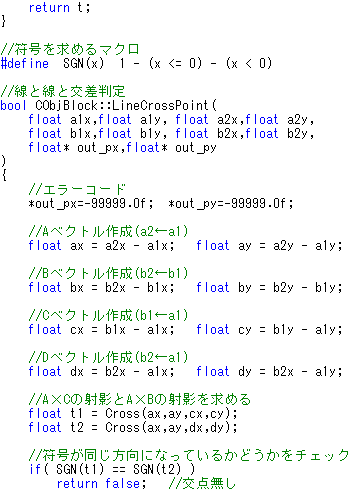 return t;
}
//符号を求めるマクロ
#define SGN(x) 1 - (x <= 0) - (x < 0)
//線と線と交差判定
bool CObjBlock::LineCrossPoint(
float a1x,float a1y, float a2x,float a2y,
float b1x,float b1y, float b2x,float b2y,
float* out_px,float* out_py
)
{
//エラーコード
*out_px=-99999.0f; *out_py=-99999.0f;
//Aベクトル作成(a2←a1)
float ax = a2x - a1x; float ay = a2y - a1y;
//Bベクトル作成(b2←b1)
float bx = b2x - b1x; float by = b2y - b1y;
//Cベクトル作成(b1←a1)
float cx = b1x - a1x; float cy = b1y - a1y;
//Dベクトル作成(b2←a1)
float dx = b2x - a1x; float dy = b2x - a1y;
//A×Cの射影とA×Bの射影を求める
float t1 = Cross(ax,ay,cx,cy);
float t2 = Cross(ax,ay,dx,dy);
//符号が同じ方向になっているかどうかをチェック
if( SGN(t1) == SGN(t2) )
return false; //交点無し